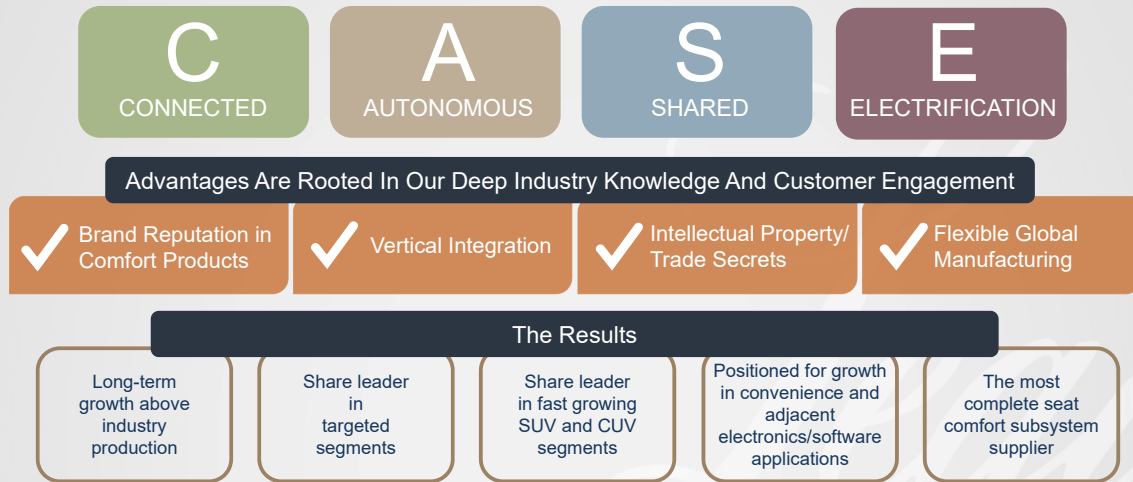 C
CONNECTED
A
AUTONOMOUS
S
SHARED
E
ELECTRIFICATION
Advantages Are Rooted In Our Deep Industry Knowledge And Customer Engagement
Brand Reputation in
Comfort Products
Vertical Integration
Intellectual Property/
Trade Secrets
Flexible Global
Manufacturing
The Results
Long-term
growth above
industry
production
Share leader
in
targeted
segments
Share leader
in fast growing
SUV and CUV
segments
Positioned for growth
in convenience and
adjacent
electronics/software
applications
The most
complete seat
comfort subsystem
supplier